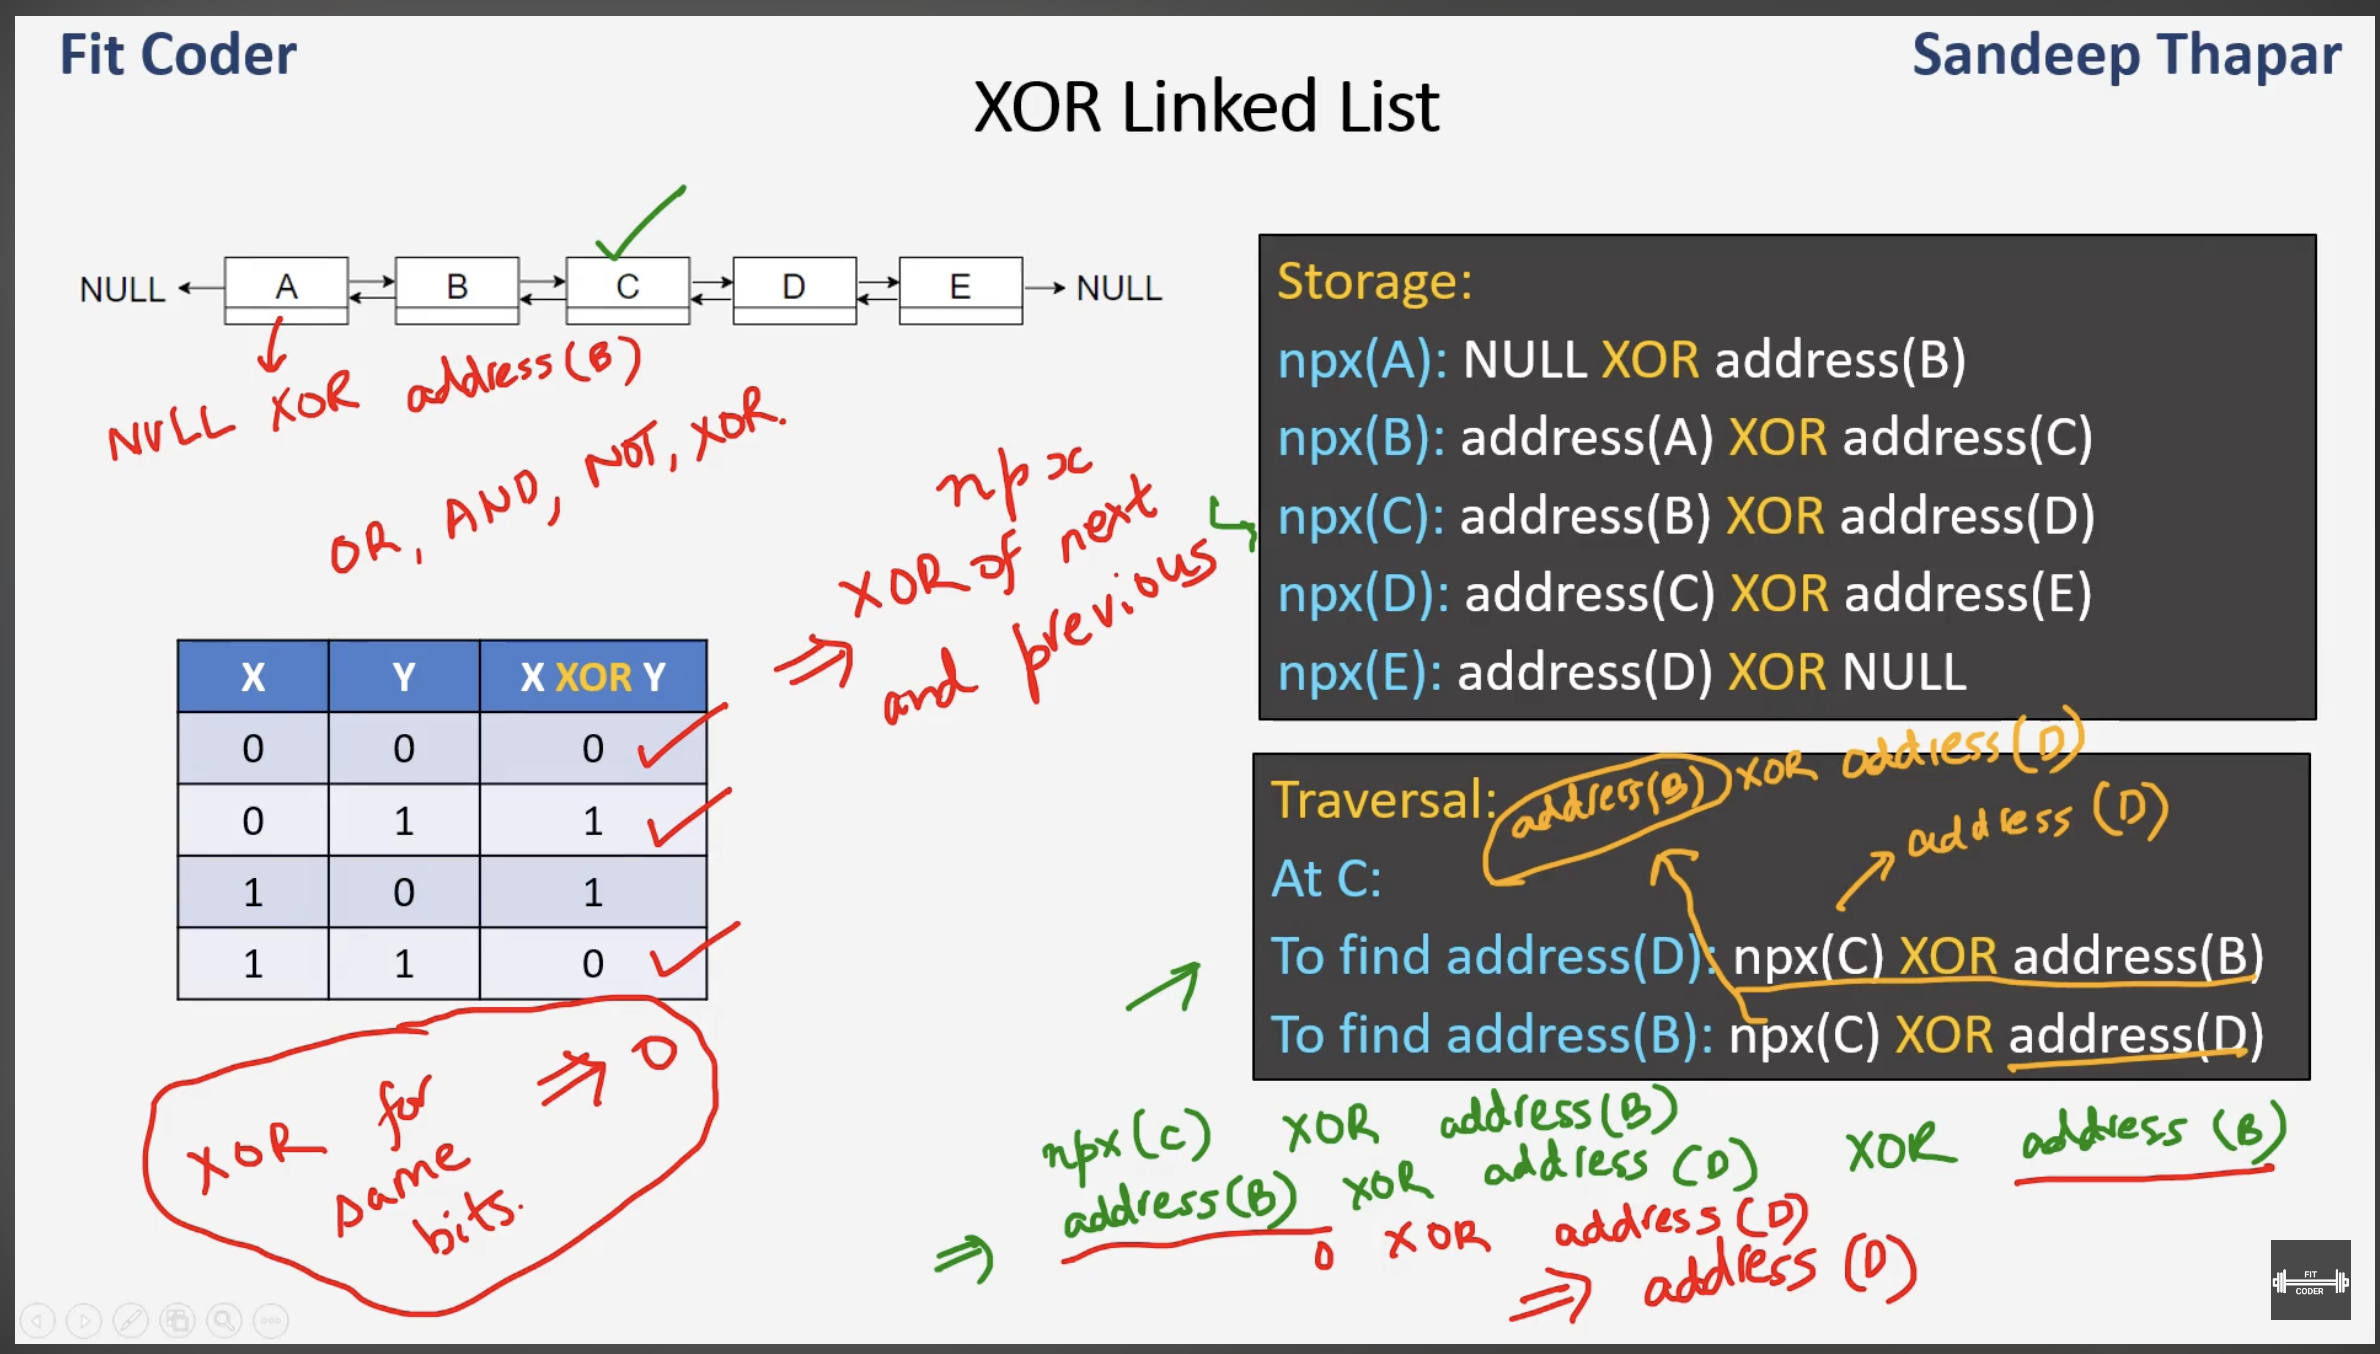 Fit Coder
Sandeep Thapar
XOR Linked List
NULL A B C D E NULL
NULL XOR address(B)
OR, AND, NOT, XOR.
npx
XOR of next
and previous
X Y X XOR Y
0 0 0
0 1 1
1 0 1
1 1 0
XOR for same bits. ⇒ 0
Storage:
npx(A): NULL XOR address(B)
npx(B): address(A) XOR address(C)
npx(C): address(B) XOR address(D)
npx(D): address(C) XOR address(E)
npx(E): address(D) XOR NULL
address(B) XOR address(D)
Traversal:
address(D)
At C:
To find address(D): npx(C) XOR address(B)
To find address(B): npx(C) XOR address(D)
npx(C) XOR address(B)
address(B) XOR address(D) XOR address(B)
⇒ 0 XOR address(D)
⇒ address(D)
FIT
CODER